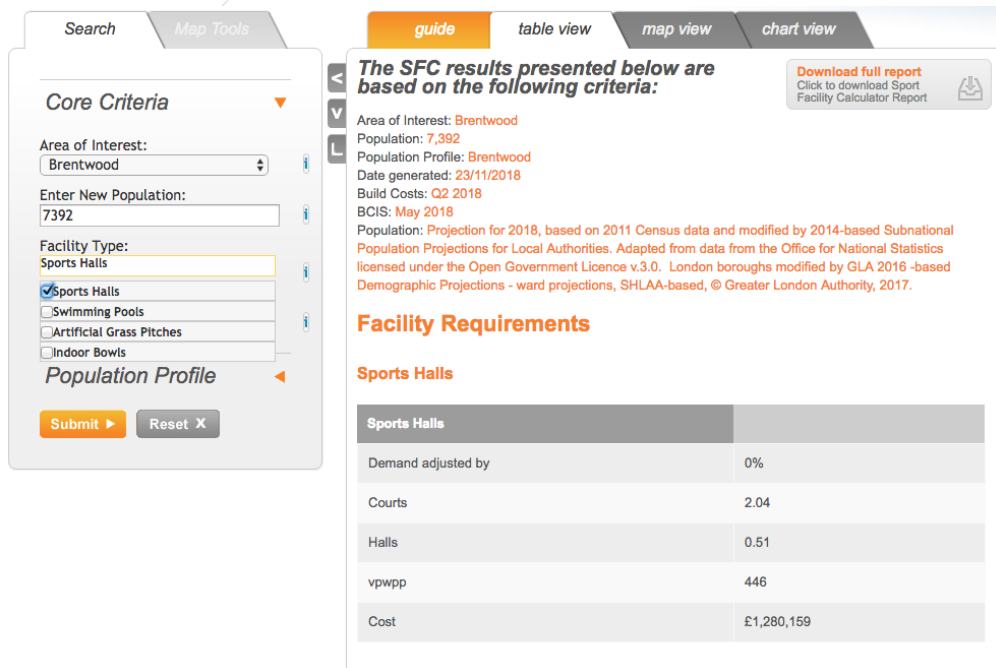 Search
Map Tools
Core Criteria
Area of Interest:
Brentwood
i
Enter New Population:
7392
i
Facility Type:
Sports Halls
i
Sports Halls
Swimming Pools
i
Artificial Grass Pitches
Indoor Bowls
Population Profile
Submit
Reset X
<
V
L
guide
table view
map view
chart view
The SFC results presented below are
based on the following criteria:
Download full report
Click to download Sport
Facility Calculator Report
Area of Interest: Brentwood
Population: 7,392
Population Profile: Brentwood
Date generated: 23/11/2018
Build Costs: Q2 2018
BCIS: May 2018
Population: Projection for 2018, based on 2011 Census data and modified by 2014-based Subnational
Population Projections for Local Authorities. Adapted from data from the Office for National Statistics
licensed under the Open Government Licence v.3.0. London boroughs modified by GLA 2016 -based
Demographic Projections - ward projections, SHLAA-based, © Greater London Authority, 2017.
Facility Requirements
Sports Halls
Sports Halls
Demand adjusted by 0%
Courts 2.04
Halls 0.51
vpwpp 446
Cost £1,280,159